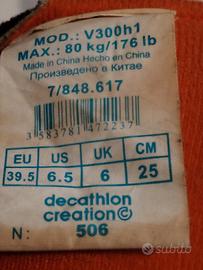 MOD.: V300h1
MAX.: 80 kg/176 lb
Made in China Hecho en China
Произведено в Китае
7/848.617
3 583781 472237
EU US UK CM
39.5 6.5 6 25
decathlon
creation©
N: 506
subito